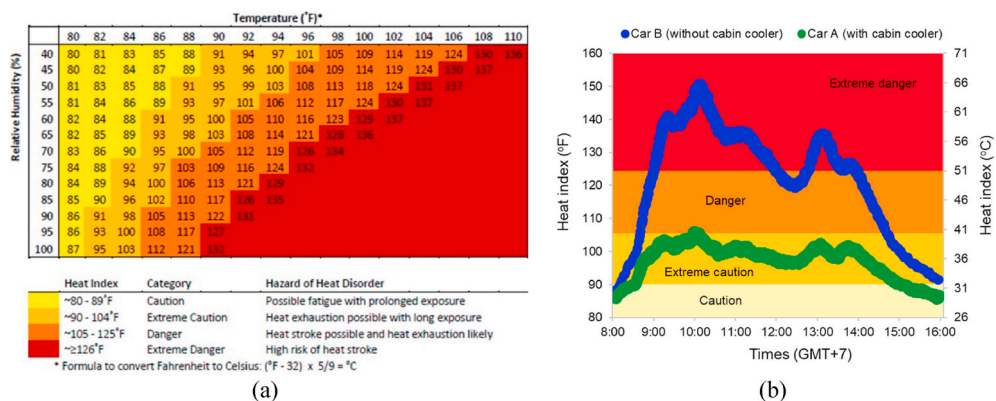 Temperature (°F)*
80 82 84 86 88 90 92 94 96 98 100 102 104 106 108 110
Relative Humidity (%)
40 80 81 83 85 88 91 94 97 101 105 109 114 119 124 130 136
45 80 82 84 87 89 93 96 100 104 109 114 119 124 130 137
50 81 83 85 88 91 95 99 103 108 113 118 124 131 137
55 81 84 86 89 93 97 101 106 112 117 124 130 137
60 82 84 88 91 95 100 105 110 116 123 129 137
65 82 85 89 93 98 103 108 114 121 128 136
70 83 86 90 95 100 105 112 119 126 134
75 84 88 92 97 103 109 116 124 132
80 84 89 94 100 106 113 121 129
85 85 90 96 102 110 117 126 135
90 86 91 98 105 113 122 131
95 86 93 100 108 117 127
100 87 95 103 112 121 132
Heat Index Category Hazard of Heat Disorder
~80 - 89°F Caution Possible fatigue with prolonged exposure
~90 - 104°F Extreme Caution Heat exhaustion possible with long exposure
~105 - 125°F Danger Heat stroke possible and heat exhaustion likely
~≥126°F Extreme Danger High risk of heat stroke
* Formula to convert Fahrenheit to Celsius: (°F - 32) x 5/9 = °C
(a)
Car B (without cabin cooler) Car A (with cabin cooler)
160
150
140
130
120
110
100
90
80
Heat index (°F)
Extreme danger
Danger
Extreme caution
Caution
71
66
61
56
51
46
41
36
31
26
Heat index (°C)
8:00 9:00 10:00 11:00 12:00 13:00 14:00 15:00 16:00
Times (GMT+7)
(b)